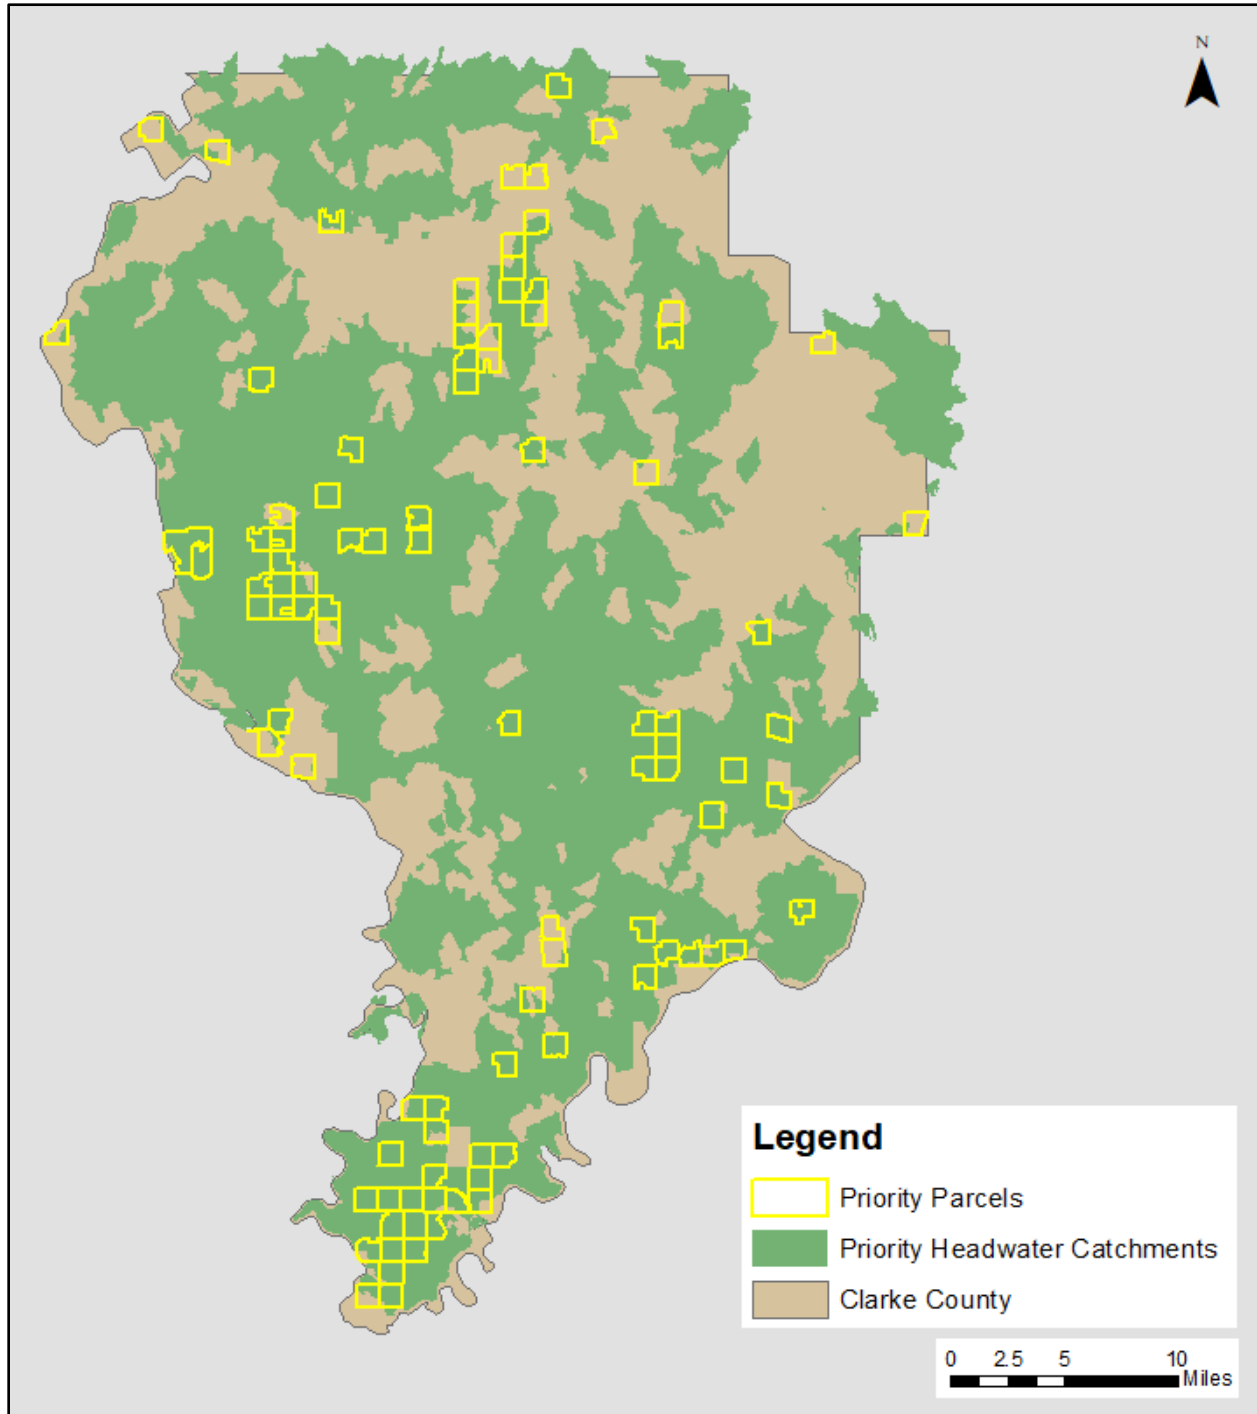 N
Legend
Priority Parcels
Priority Headwater Catchments
Clarke County
0 2.5 5 10
Miles